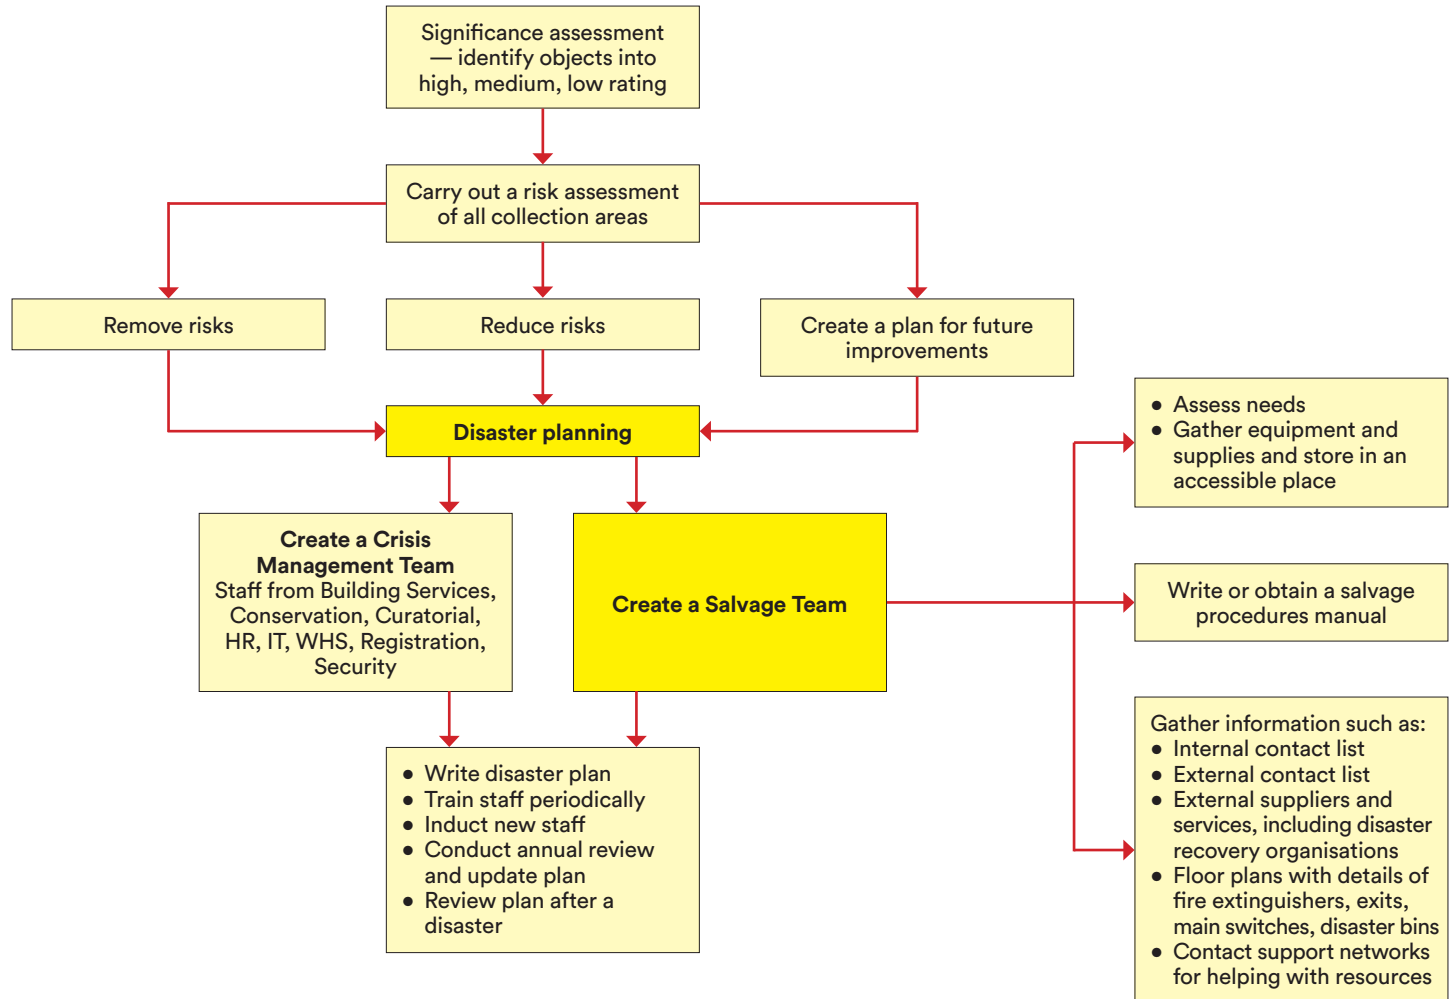 Significance assessment
— identify objects into
high, medium, low rating
Carry out a risk assessment
of all collection areas
Remove risks
Reduce risks
Create a plan for future
improvements
Disaster planning
Create a Crisis
Management Team
Staff from Building Services,
Conservation, Curatorial,
HR, IT, WHS, Registration,
Security
Create a Salvage Team
● Assess needs
● Gather equipment and
supplies and store in an
accessible place
Write or obtain a salvage
procedures manual
Gather information such as:
● Internal contact list
● External contact list
● External suppliers and
services, including disaster
recovery organisations
● Floor plans with details of
fire extinguishers, exits,
main switches, disaster bins
● Contact support networks
for helping with resources
● Write disaster plan
● Train staff periodically
● Induct new staff
● Conduct annual review
and update plan
● Review plan after a
disaster